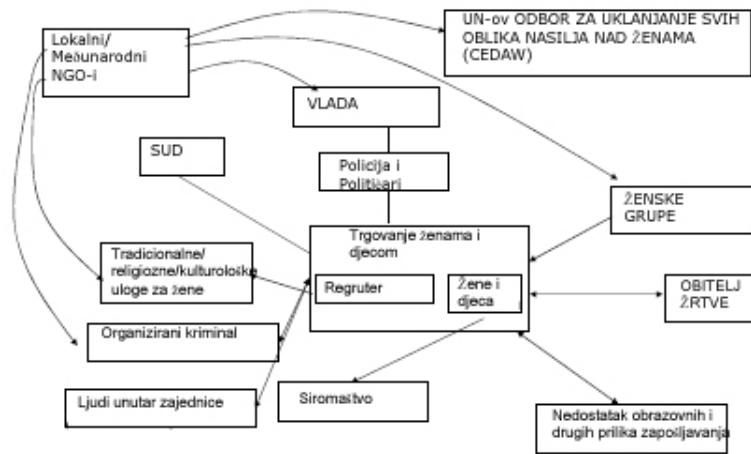 Lokalni/
Međunarodni
NGO-i
UN-ov ODBOR ZA UKLANJANJE SVIH
OBLIKA NASILJA NAD ŽENAMA
(CEDAW)
VLADA
SUD
Policija i
Političari
ŽENSKE
GRUPE
Trgovanje ženama i
djecom
Tradicionalne/
religiozne/kulturološke
uloge za žene
Regruter
Žene i
djeca
OBITELJ
ŽRTVE
Organizirani kriminal
Ljudi unutar zajednice
Siromaštvo
Nedostatak obrazovnih i
drugih prilika zapošljavanja